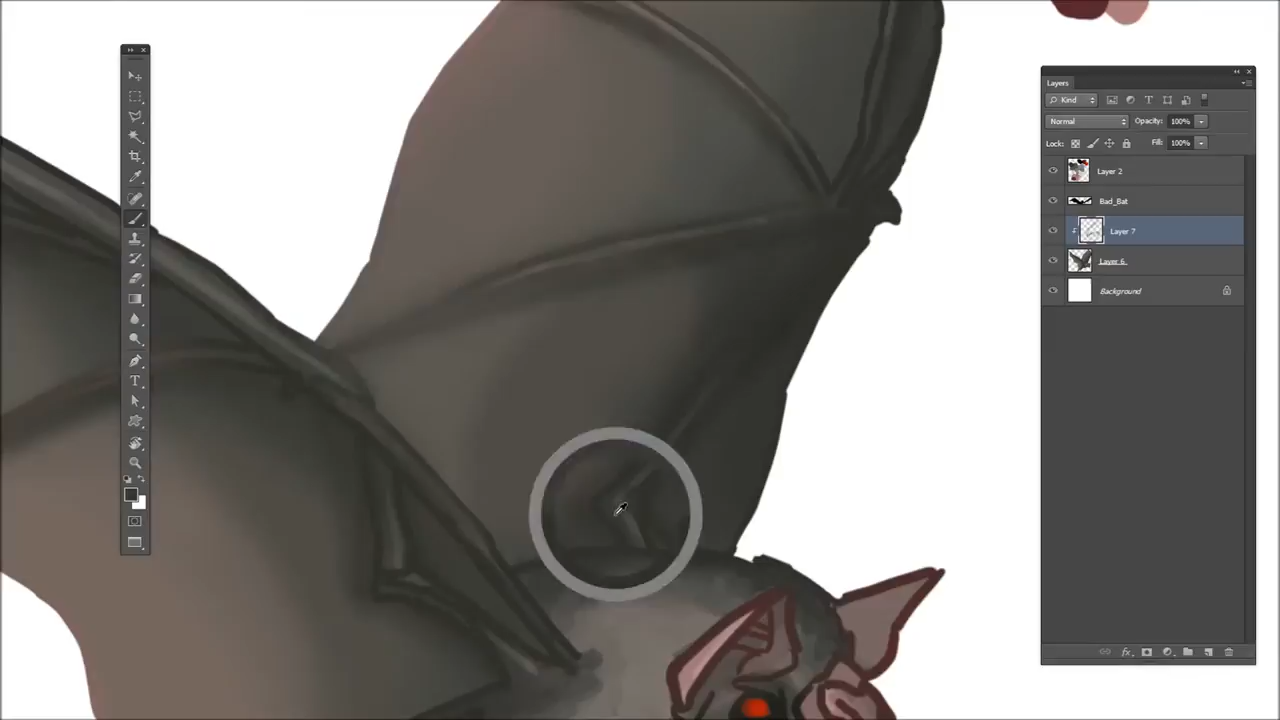 Layers
Kind
Normal Opacity: 100%
Lock: Fill: 100%
Layer 2
Bad_Bat
Layer 7
Layer 6
Background